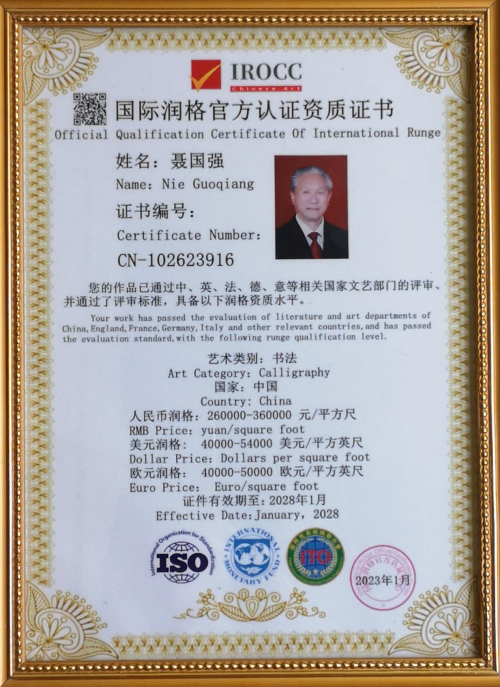 IROCC
Chinese Art
国际润格官方认证资质证书
Official Qualification Certificate Of International Runge
姓名：聂国强
Name: Nie Guoqiang
证书编号：
Certificate Number:
CN-102623916
您的作品已通过中、英、法、德、意等相关国家文艺部门的评审、
并通过了评审标准，具备以下润格资质水平。
Your work has passed the evaluation of literature and art departments of
China,England,France,Germany,Italy and other relevant countries,and has passed
the evaluation standard,with the following runge qualification level.
艺术类别：书法
Art Category: Calligraphy
国家：中国
Country: China
人民币润格：260000-360000 元/平方尺
RMB Price: yuan/square foot
美元润格： 40000-54000 美元/平方英尺
Dollar Price: Dollars per square foot
欧元润格： 40000-50000 欧元/平方英尺
Euro Price： Euro/square foot
证件有效期至：2028年1月
Effective Date:January, 2028
International Organization for Standardization
ISO
INTERNATIONAL MONETARY FUND
ITO
2023年1月